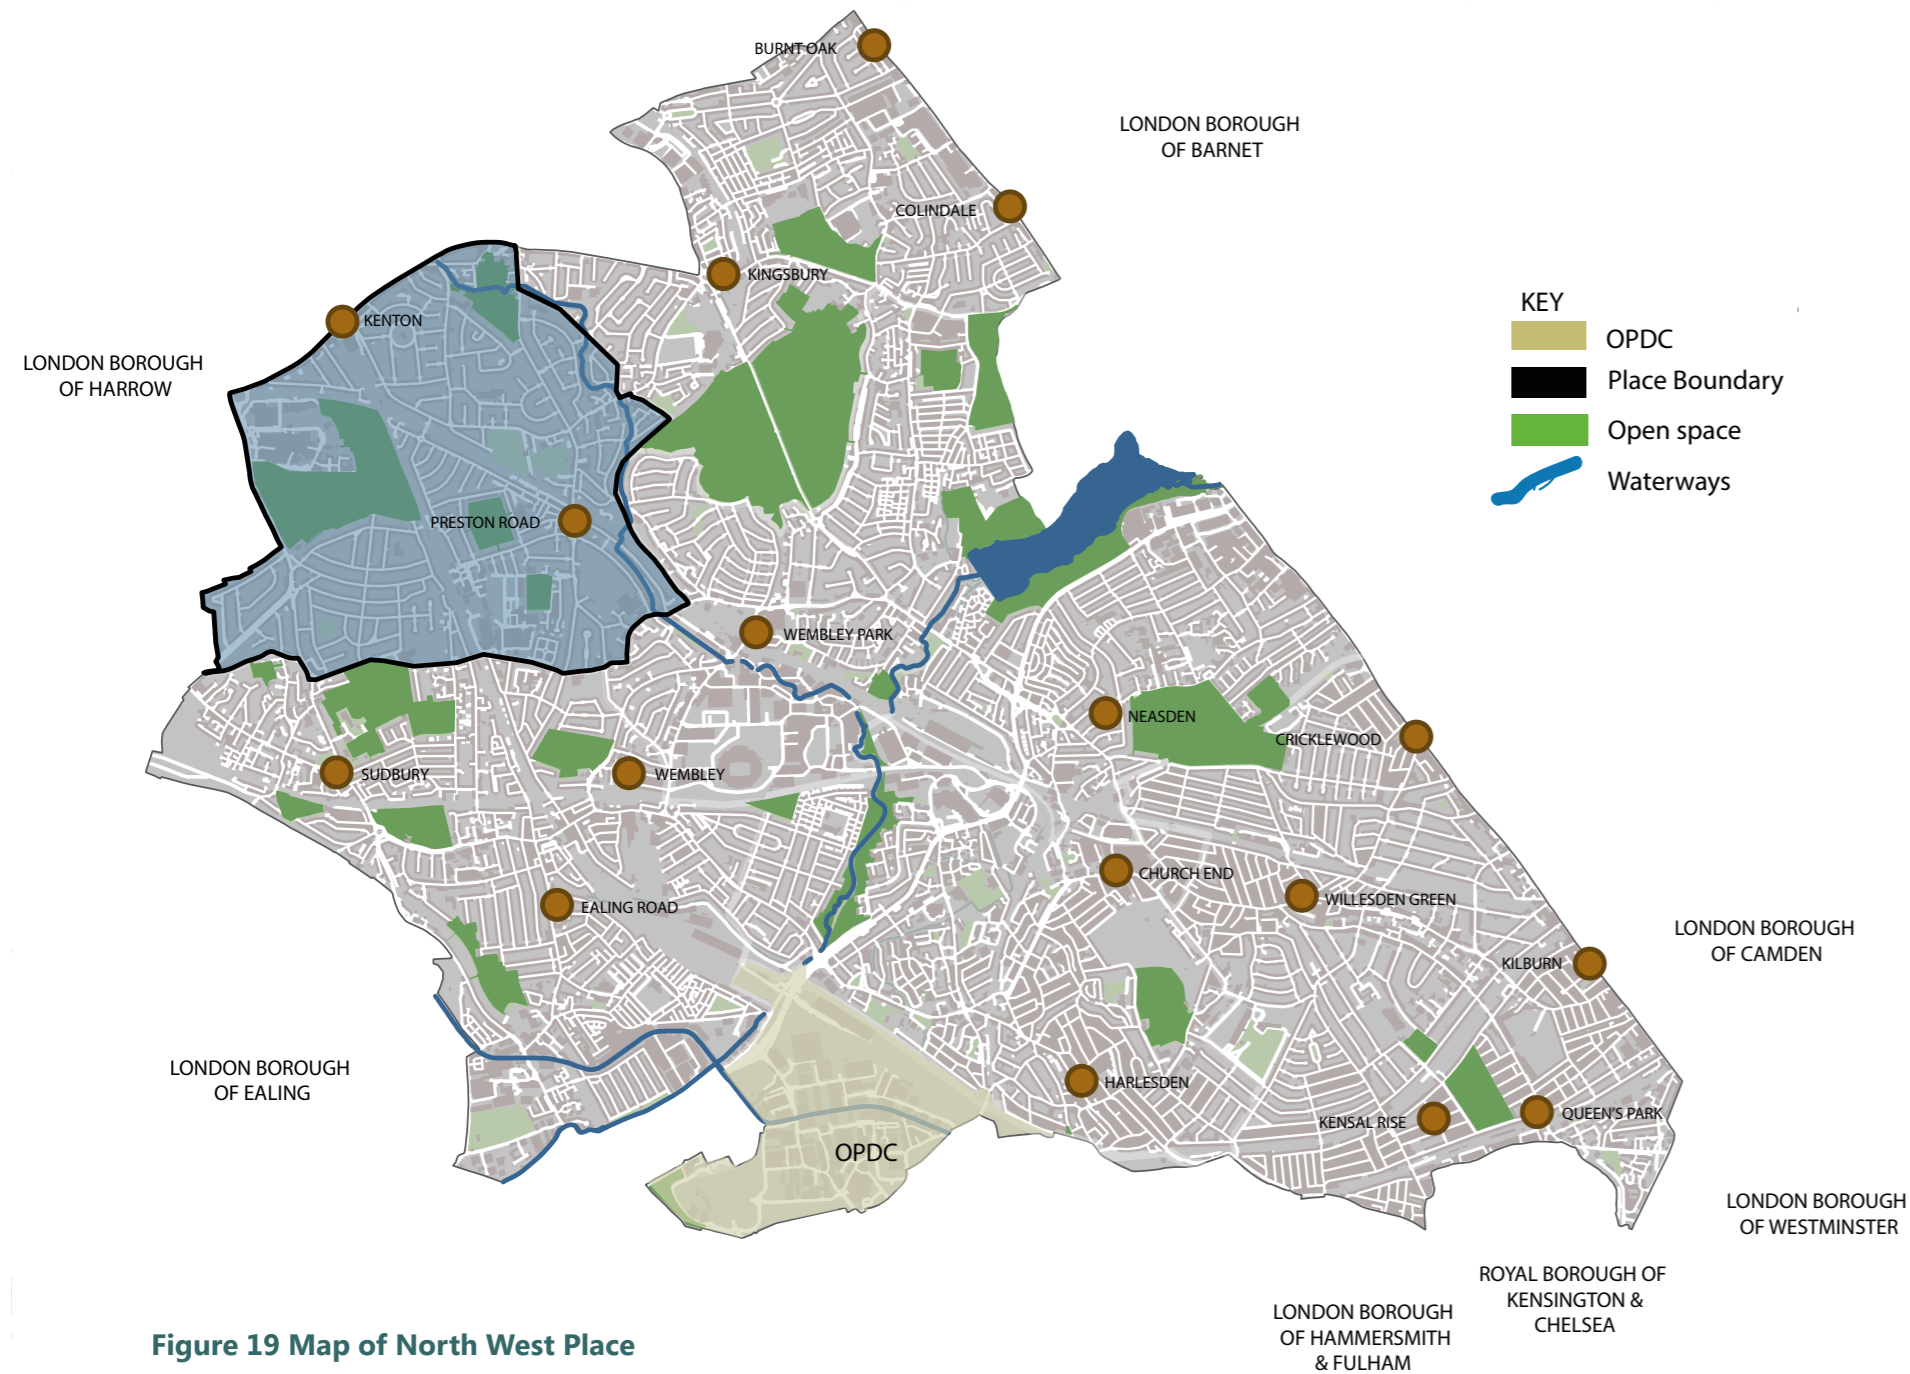 BURNT OAK
LONDON BOROUGH
OF BARNET
COLINDALE
KINGSBURY
KENTON
LONDON BOROUGH
OF HARROW
KEY
OPDC
Place Boundary
Open space
Waterways
PRESTON ROAD
WEMBLEY PARK
NEASDEN
CRICKLEWOOD
SUDBURY
WEMBLEY
CHURCH END
WILLESDEN GREEN
EALING ROAD
LONDON BOROUGH
OF CAMDEN
KILBURN
LONDON BOROUGH
OF EALING
HARLESDEN
KENSAL RISE
QUEEN'S PARK
OPDC
LONDON BOROUGH
OF WESTMINSTER
ROYAL BOROUGH OF
KENSINGTON &
CHELSEA
LONDON BOROUGH
OF HAMMERSMITH
& FULHAM
Figure 19 Map of North West Place